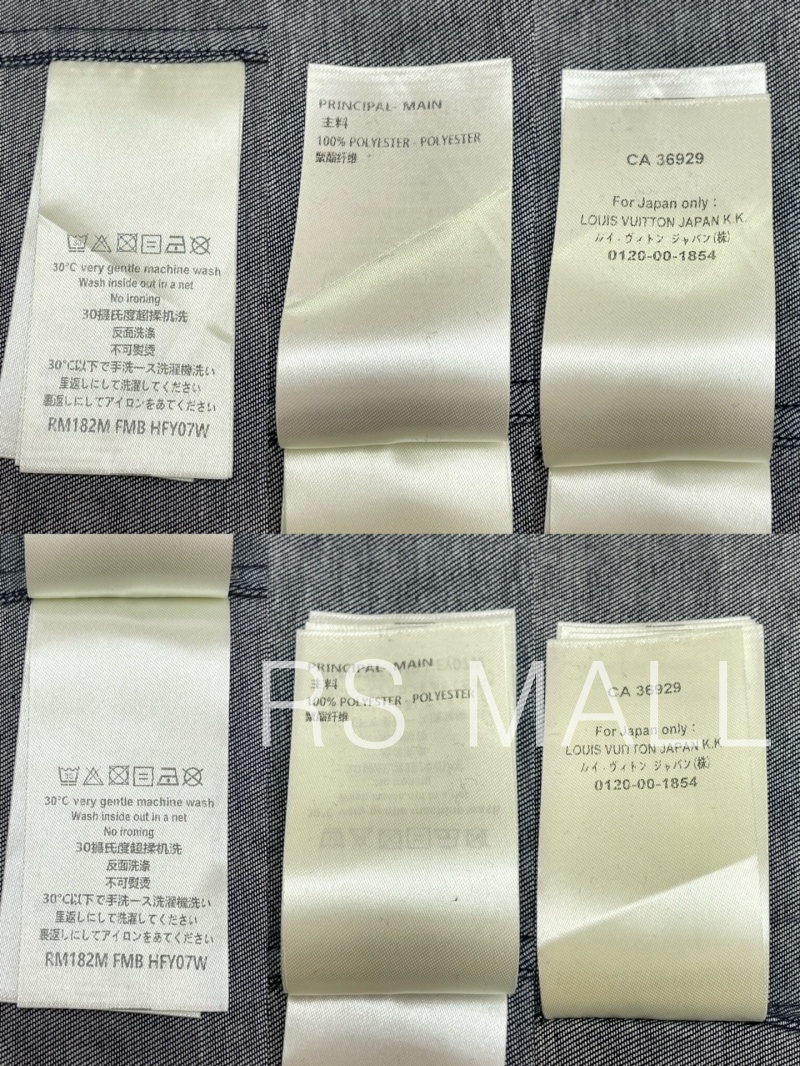 30℃ very gentle machine wash
Wash inside out in a net
No ironing
30摄氏度超揉机洗
反面洗涤
不可熨烫
30℃以下で手洗ース洗濯機洗い
里返しにして洗濯してください
裏返しにしてアイロンをあてください
RM182M FMB HFY07W
PRINCIPAL- MAIN
主料
100% POLYESTER - POLYESTER
聚酯纤维
CA 36929
For Japan only :
LOUIS VUITTON JAPAN K.K.
ルイ・ヴィトン ジャパン(株)
0120-00-1854
30℃ very gentle machine wash
Wash inside out in a net
No ironing
30摄氏度超揉机洗
反面洗涤
不可熨烫
30℃以下で手洗ース洗濯機洗い
里返しにして洗濯してください
裏返しにしてアイロンをあてください
RM182M FMB HFY07W
PRINCIPAL- MAIN
主料
100% POLYESTER - POLYESTER
聚酯纤维
CA 36929
For Japan only :
LOUIS VUITTON JAPAN K.K.
ルイ・ヴィトン ジャパン(株)
0120-00-1854
RS MALL